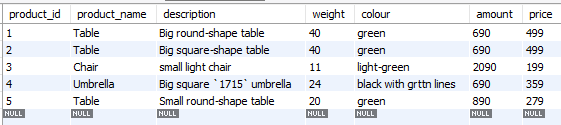 product_id product_name description weight colour amount price
1 Table Big round-shape table 40 green 690 499
2 Table Big square-shape table 40 green 690 499
3 Chair small light chair 11 light-green 2090 199
4 Umbrella Big square `1715` umbrella 24 black with grttn lines 690 359
5 Table Small round-shape table 20 green 890 279
NULL NULL NULL NULL NULL NULL NULL